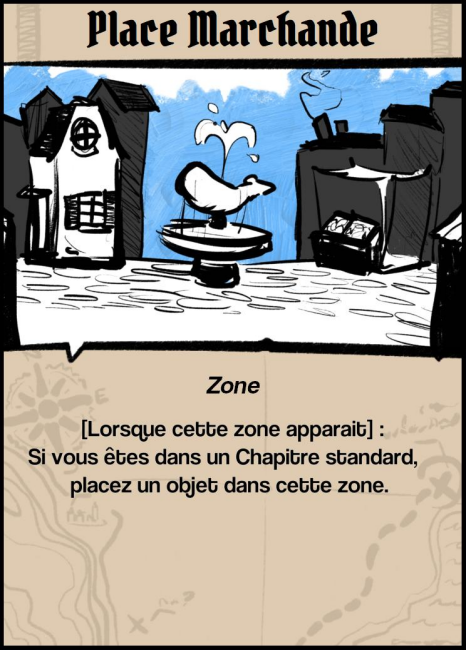 Place Marchande
Zone
[Lorsque cette zone apparait] :
Si vous êtes dans un Chapitre standard,
placez un objet dans cette zone.
E